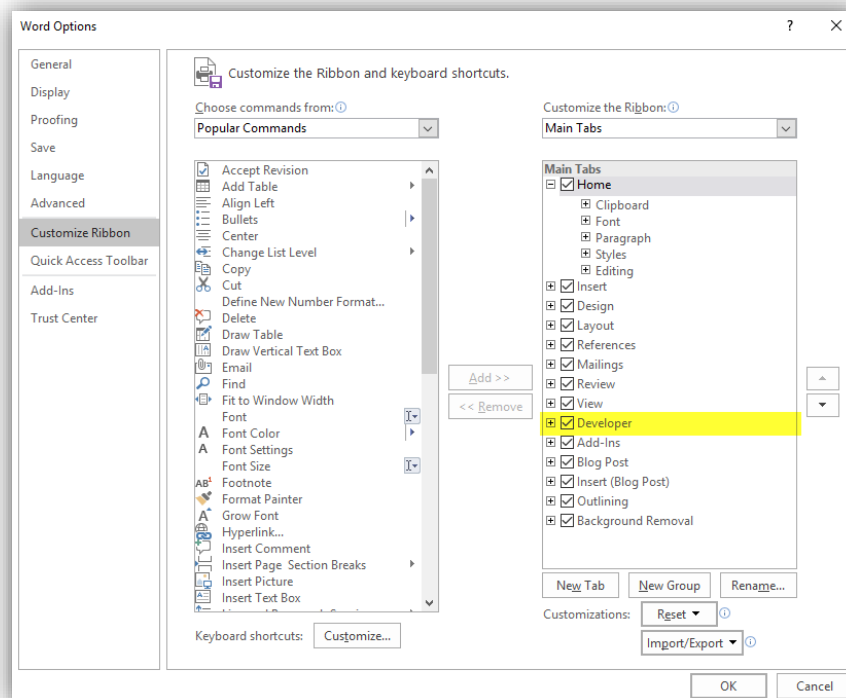 Word Options
?
General
Display
Proofing
Save
Language
Advanced
Customize Ribbon
Quick Access Toolbar
Add-Ins
Trust Center
Customize the Ribbon and keyboard shortcuts.
Choose commands from:
Popular Commands
Accept Revision
Add Table
Align Left
Bullets
Center
Change List Level
Copy
Cut
Define New Number Format...
Delete
Draw Table
Draw Vertical Text Box
Email
Find
Fit to Window Width
Font
Font Color
Font Settings
Font Size
Footnote
Format Painter
Grow Font
Hyperlink...
Insert Comment
Insert Page Section Breaks
Insert Picture
Insert Text Box
Keyboard shortcuts: Customize...
Add >>
<< Remove
Customize the Ribbon:
Main Tabs
Main Tabs
Home
Clipboard
Font
Paragraph
Styles
Editing
Insert
Design
Layout
References
Mailings
Review
View
Developer
Add-Ins
Blog Post
Insert (Blog Post)
Outlining
Background Removal
New Tab New Group Rename...
Customizations: Reset
Import/Export
OK Cancel